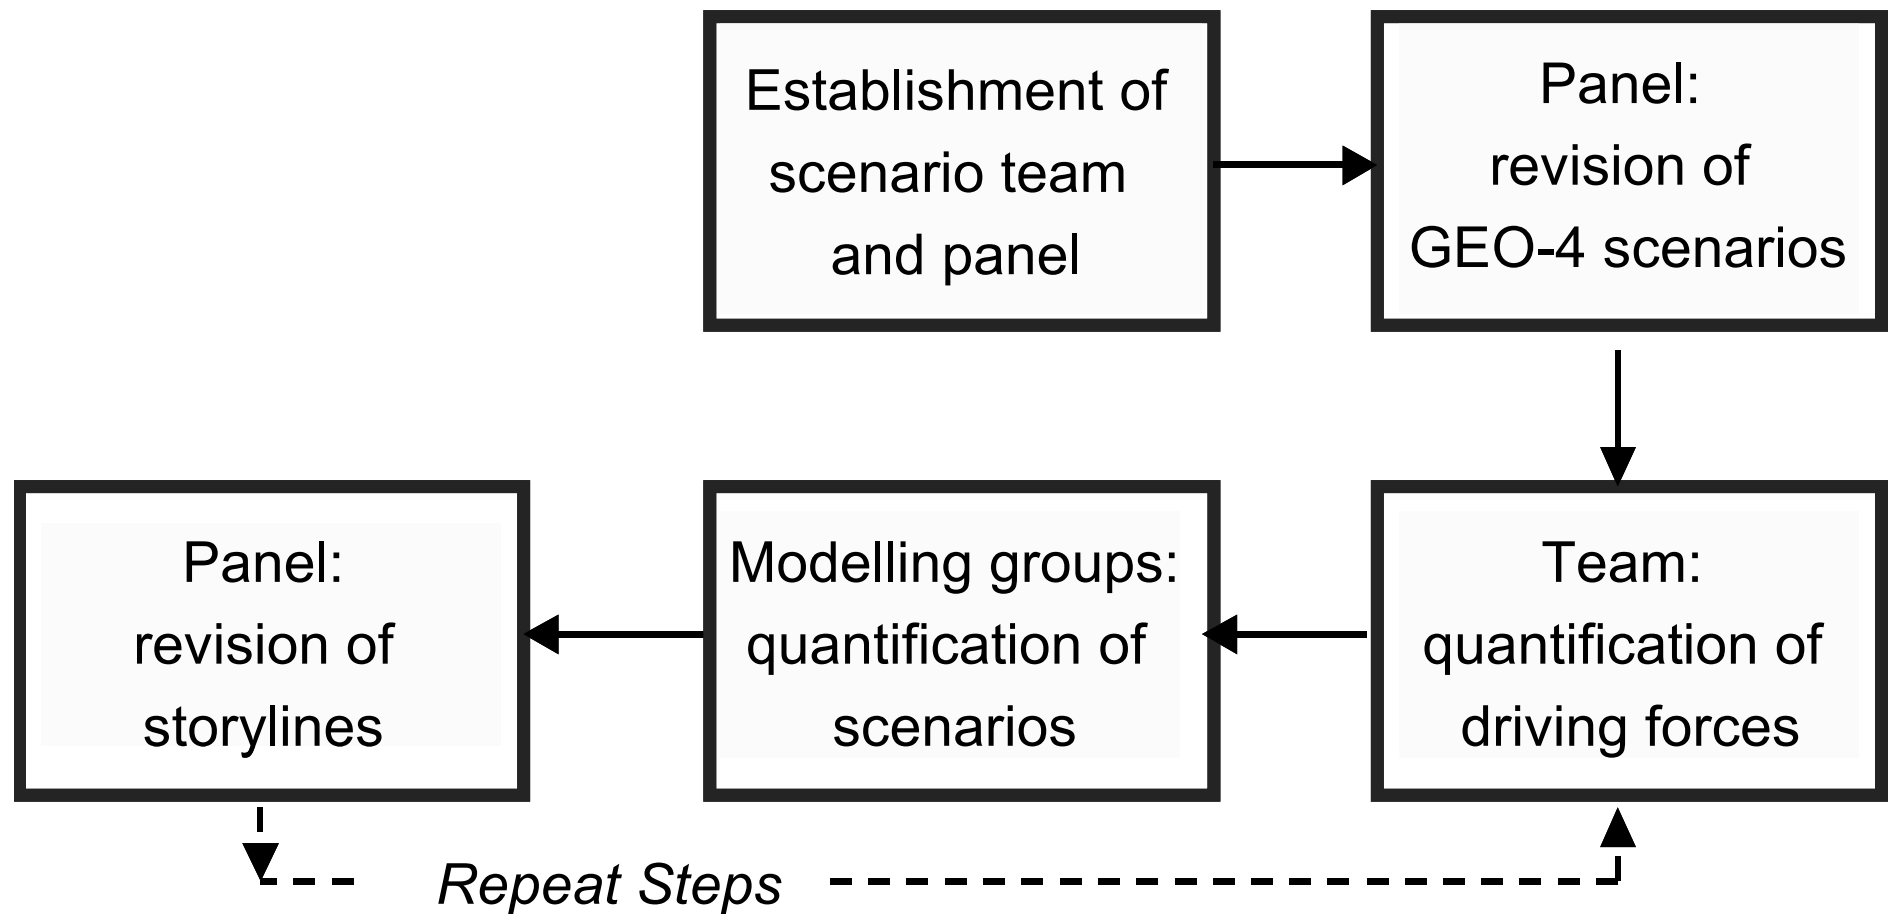 Establishment of
scenario team
and panel
Panel:
revision of
GEO-4 scenarios
Panel:
revision of
storylines
Modelling groups:
quantification of
scenarios
Team:
quantification of
driving forces
Repeat Steps